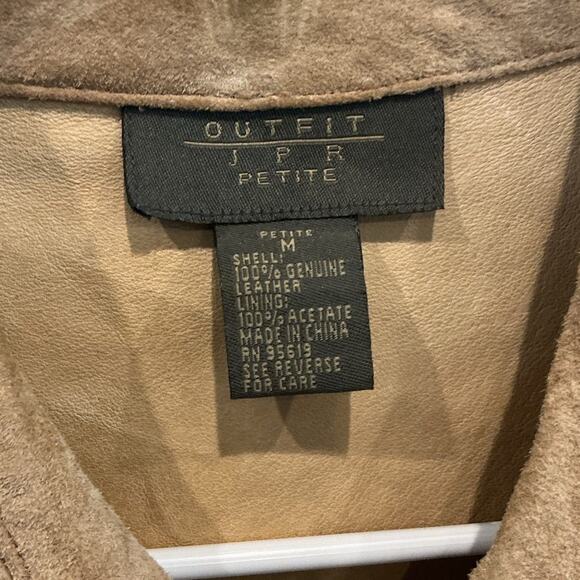 OUTFIT
J P R
PETITE
PETITE
M
SHELL:
100% GENUINE
LEATHER
LINING:
100% ACETATE
MADE IN CHINA
RN 95619
SEE REVERSE
FOR CARE